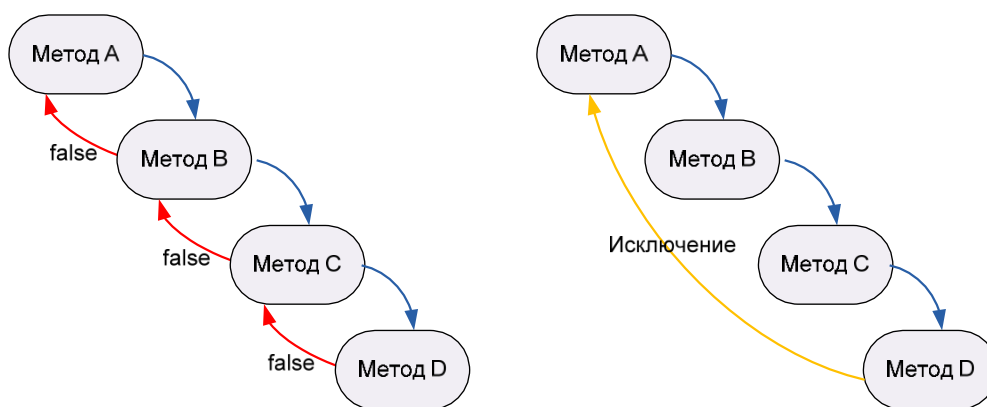 Метод A
false
Метод B
false
Метод C
false
Метод D
Метод A
Метод B
Исключение
Метод C
Метод D